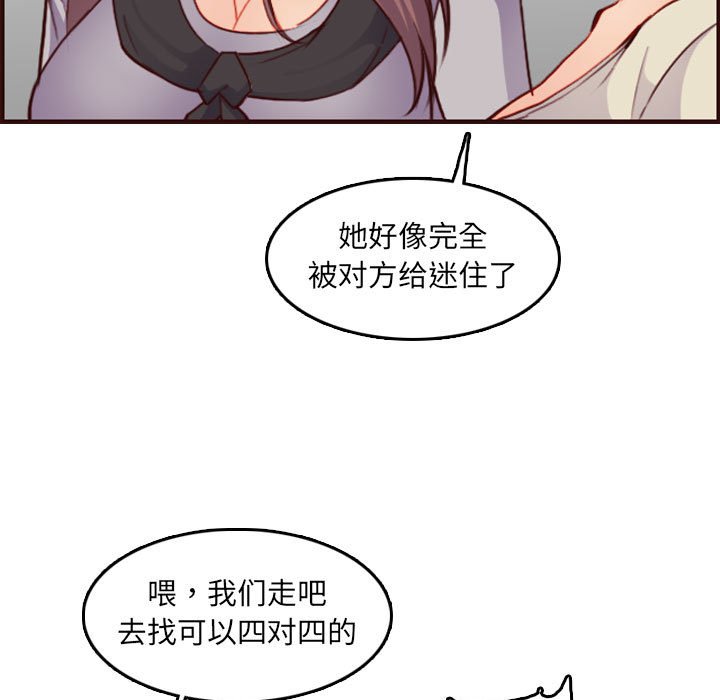 她好像完全
被对方给迷住了
喂，我们走吧
去找可以四对四的